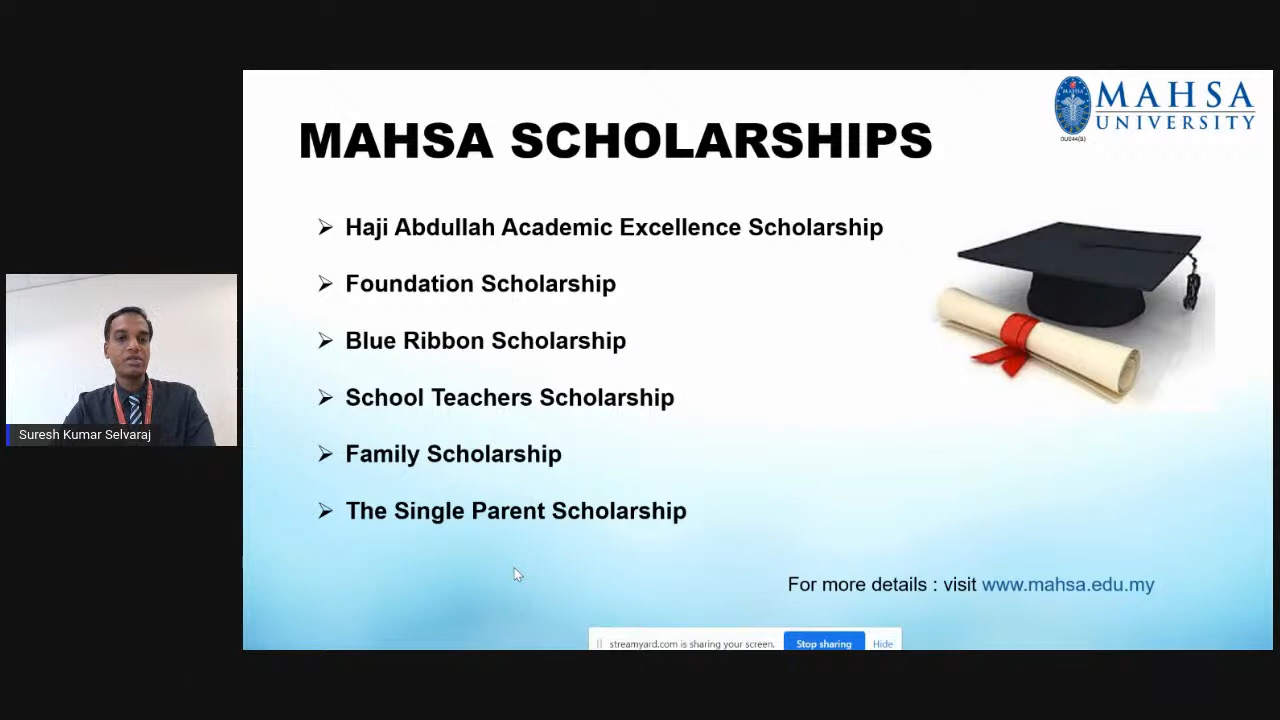 MAHSA
UNIVERSITY
MAHSA SCHOLARSHIPS
➢ Haji Abdullah Academic Excellence Scholarship
➢ Foundation Scholarship
➢ Blue Ribbon Scholarship
➢ School Teachers Scholarship
➢ Family Scholarship
➢ The Single Parent Scholarship
Suresh Kumar Selvaraj
For more details : visit www.mahsa.edu.my
streamyard.com is sharing your screen. Stop sharing Hide